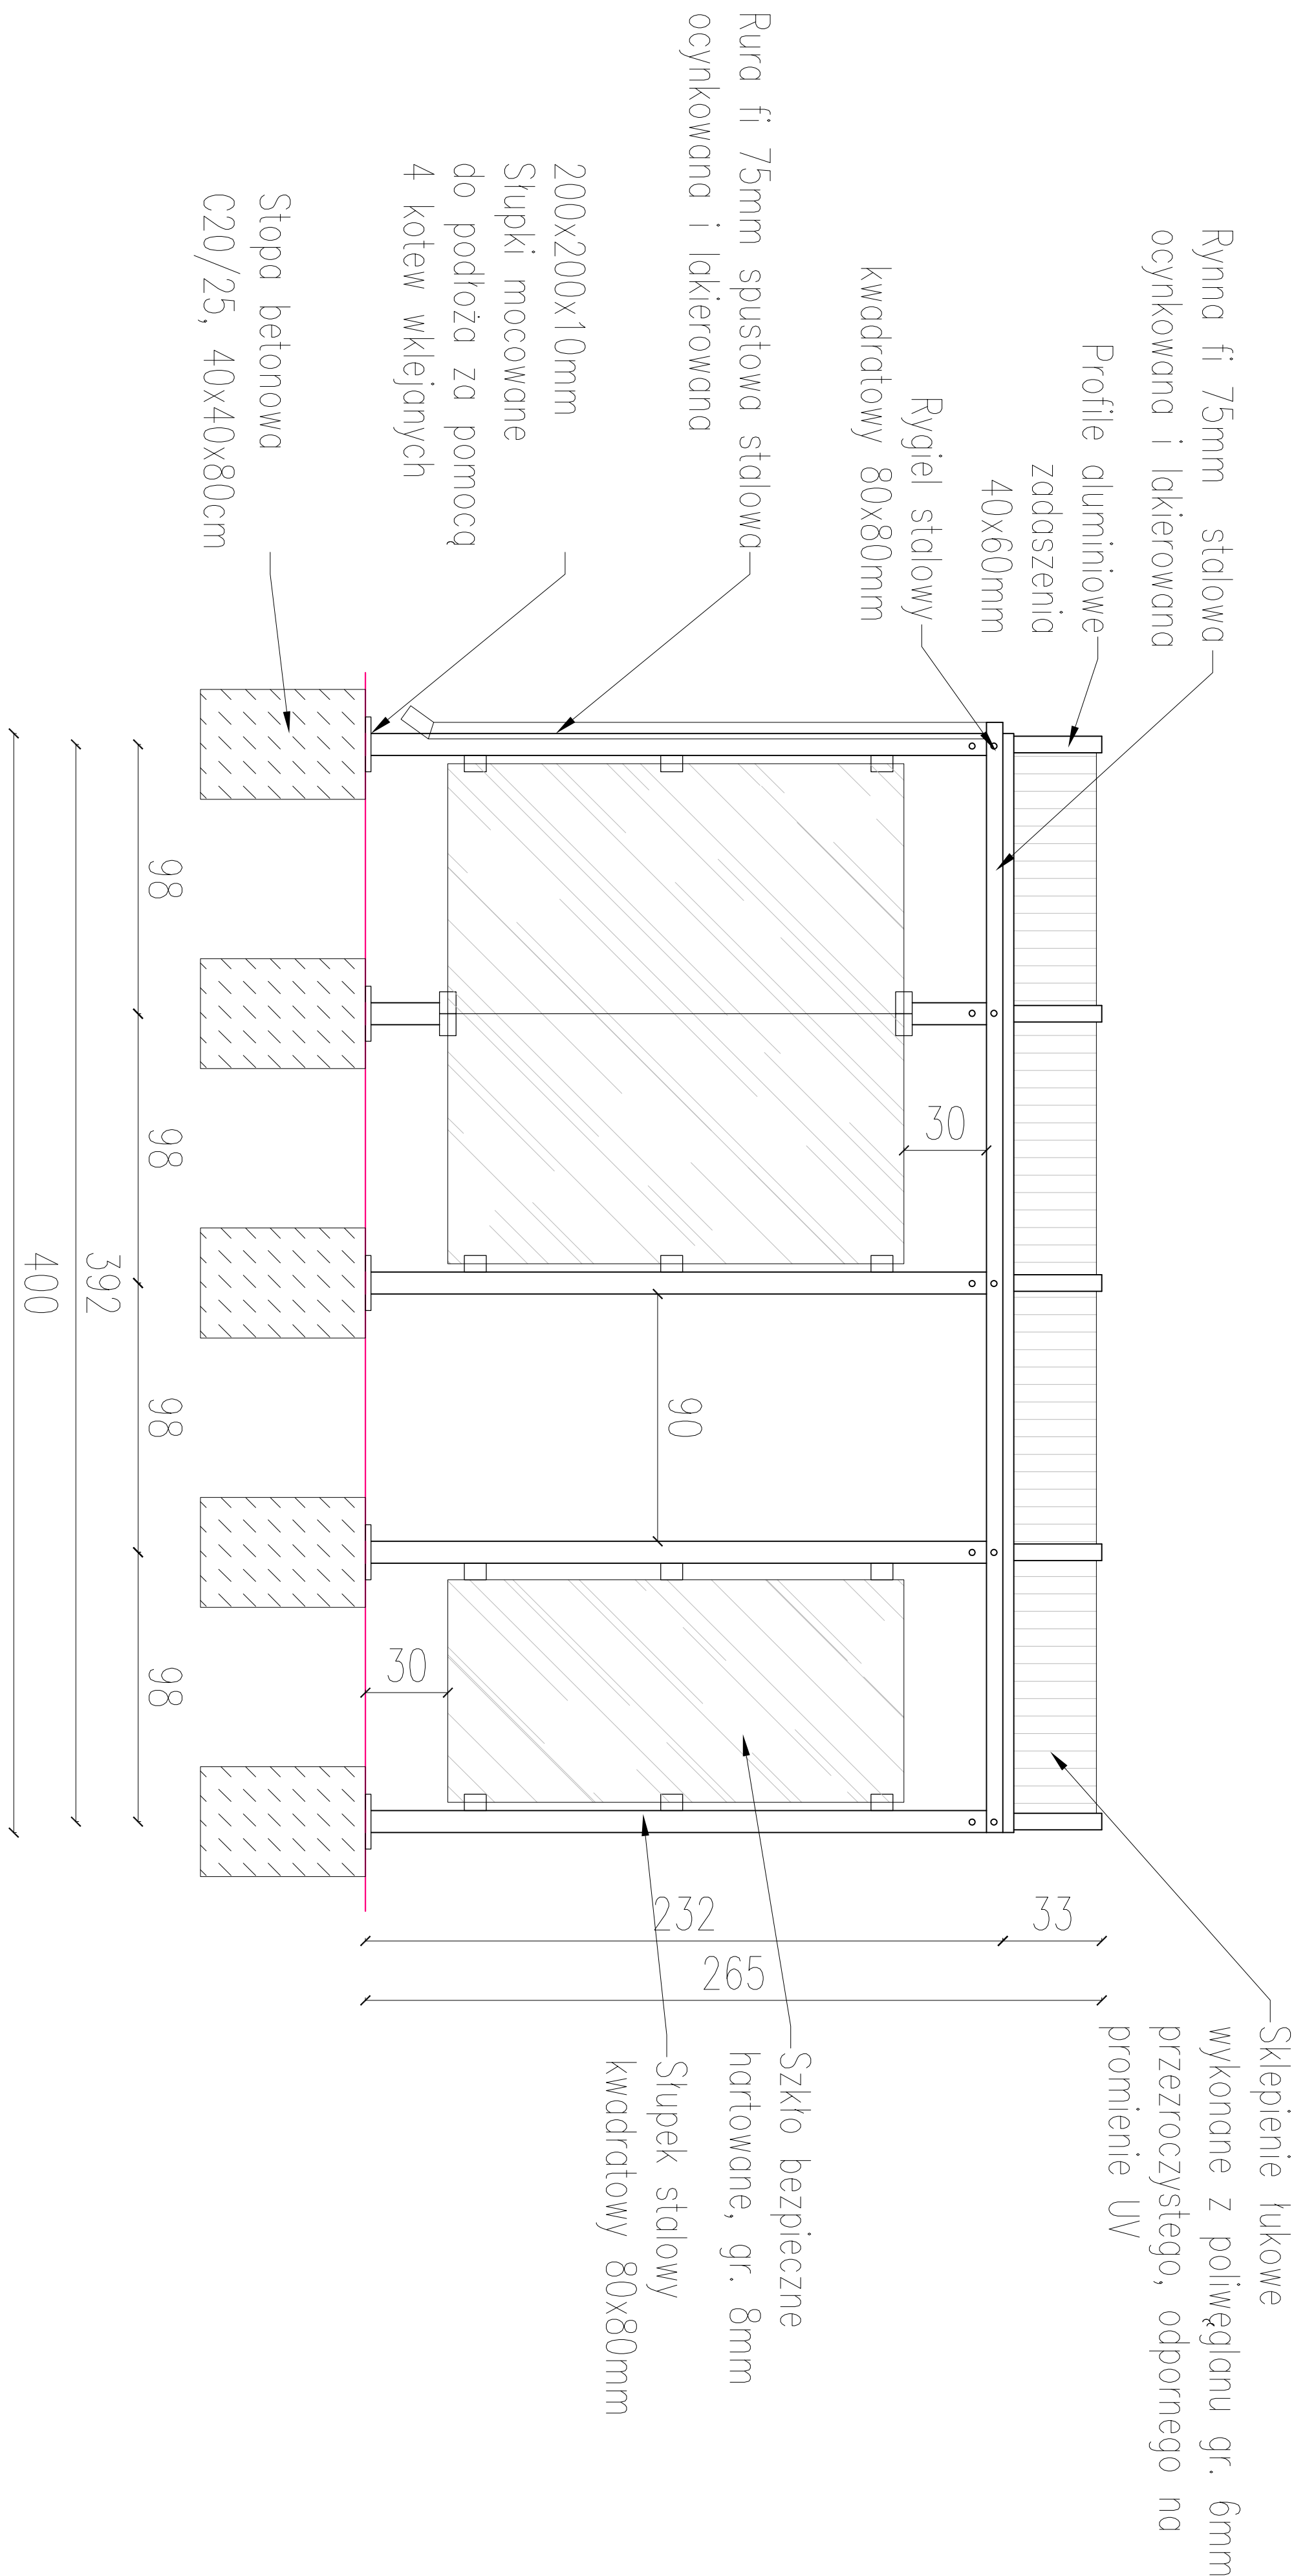 Rynna fi 75mm stalowa
ocynkowana i lakierowana
Profile aluminiowe
zadaszenia
40x60mm
Rygiel stalowy
kwadratowy 80x80mm
Rura fi 75mm spustowa stalowa
ocynkowana i lakierowana
200x200x10mm
Słupki mocowane
do podłoża za pomocą
4 kotew wklejanych
Stopa betonowa
C20/25, 40x40x80cm
Sklepienie łukowe
wykonane z poliwęglanu gr. 6mm
przezroczystego, odpornego na
promienie UV
Szkło bezpieczne
hartowane, gr. 8mm
Słupek stalowy
kwadratowy 80x80mm
33
232
265
30
90
30
98
98
98
98
392
400